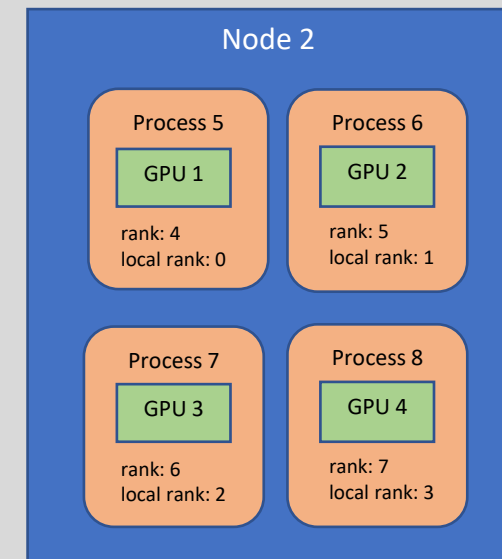 Node 2
Process 5
GPU 1
rank: 4
local rank: 0
Process 6
GPU 2
rank: 5
local rank: 1
Process 7
GPU 3
rank: 6
local rank: 2
Process 8
GPU 4
rank: 7
local rank: 3